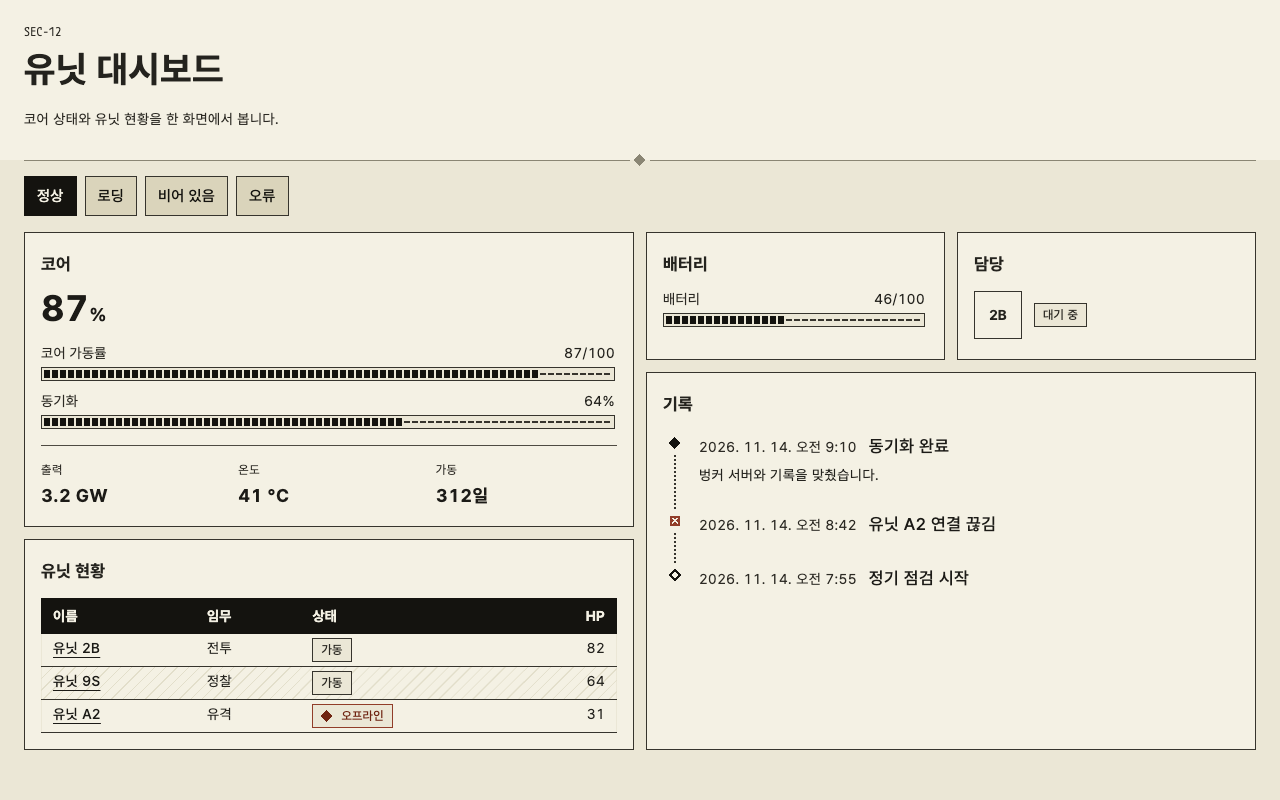 SEC-12
유닛 대시보드
코어 상태와 유닛 현황을 한 화면에서 봅니다.
정상 로딩 비어 있음 오류
코어
87%
코어 가동률 87/100
동기화 64%
출력 온도 가동
3.2 GW 41 °C 312일
배터리
배터리 46/100
담당
2B 대기 중
유닛 현황
이름 임무 상태 HP
유닛 2B 전투 가동 82
유닛 9S 정찰 가동 64
유닛 A2 유격 오프라인 31
기록
2026. 11. 14. 오전 9:10 동기화 완료
벙커 서버와 기록을 맞췄습니다.
2026. 11. 14. 오전 8:42 유닛 A2 연결 끊김
2026. 11. 14. 오전 7:55 정기 점검 시작